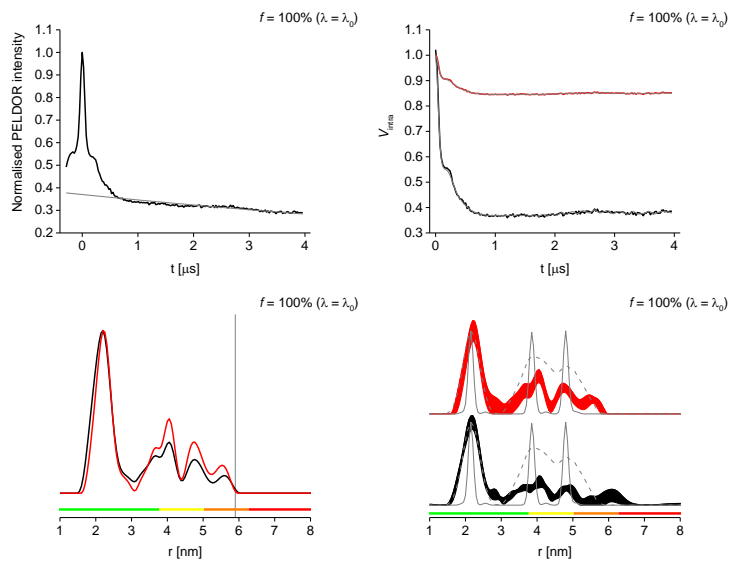 f = 100% (λ = λ₀)
Normalised PELDOR intensity
1.1
1.0
0.9
0.8
0.7
0.6
0.5
0.4
0.3
0.2
0 1 2 3 4
t [μs]
f = 100% (λ = λ₀)
V_intra
1.1
1.0
0.9
0.8
0.7
0.6
0.5
0.4
0.3
0 1 2 3 4
t [μs]
f = 100% (λ = λ₀)
1 2 3 4 5 6 7 8
r [nm]
f = 100% (λ = λ₀)
1 2 3 4 5 6 7 8
r [nm]